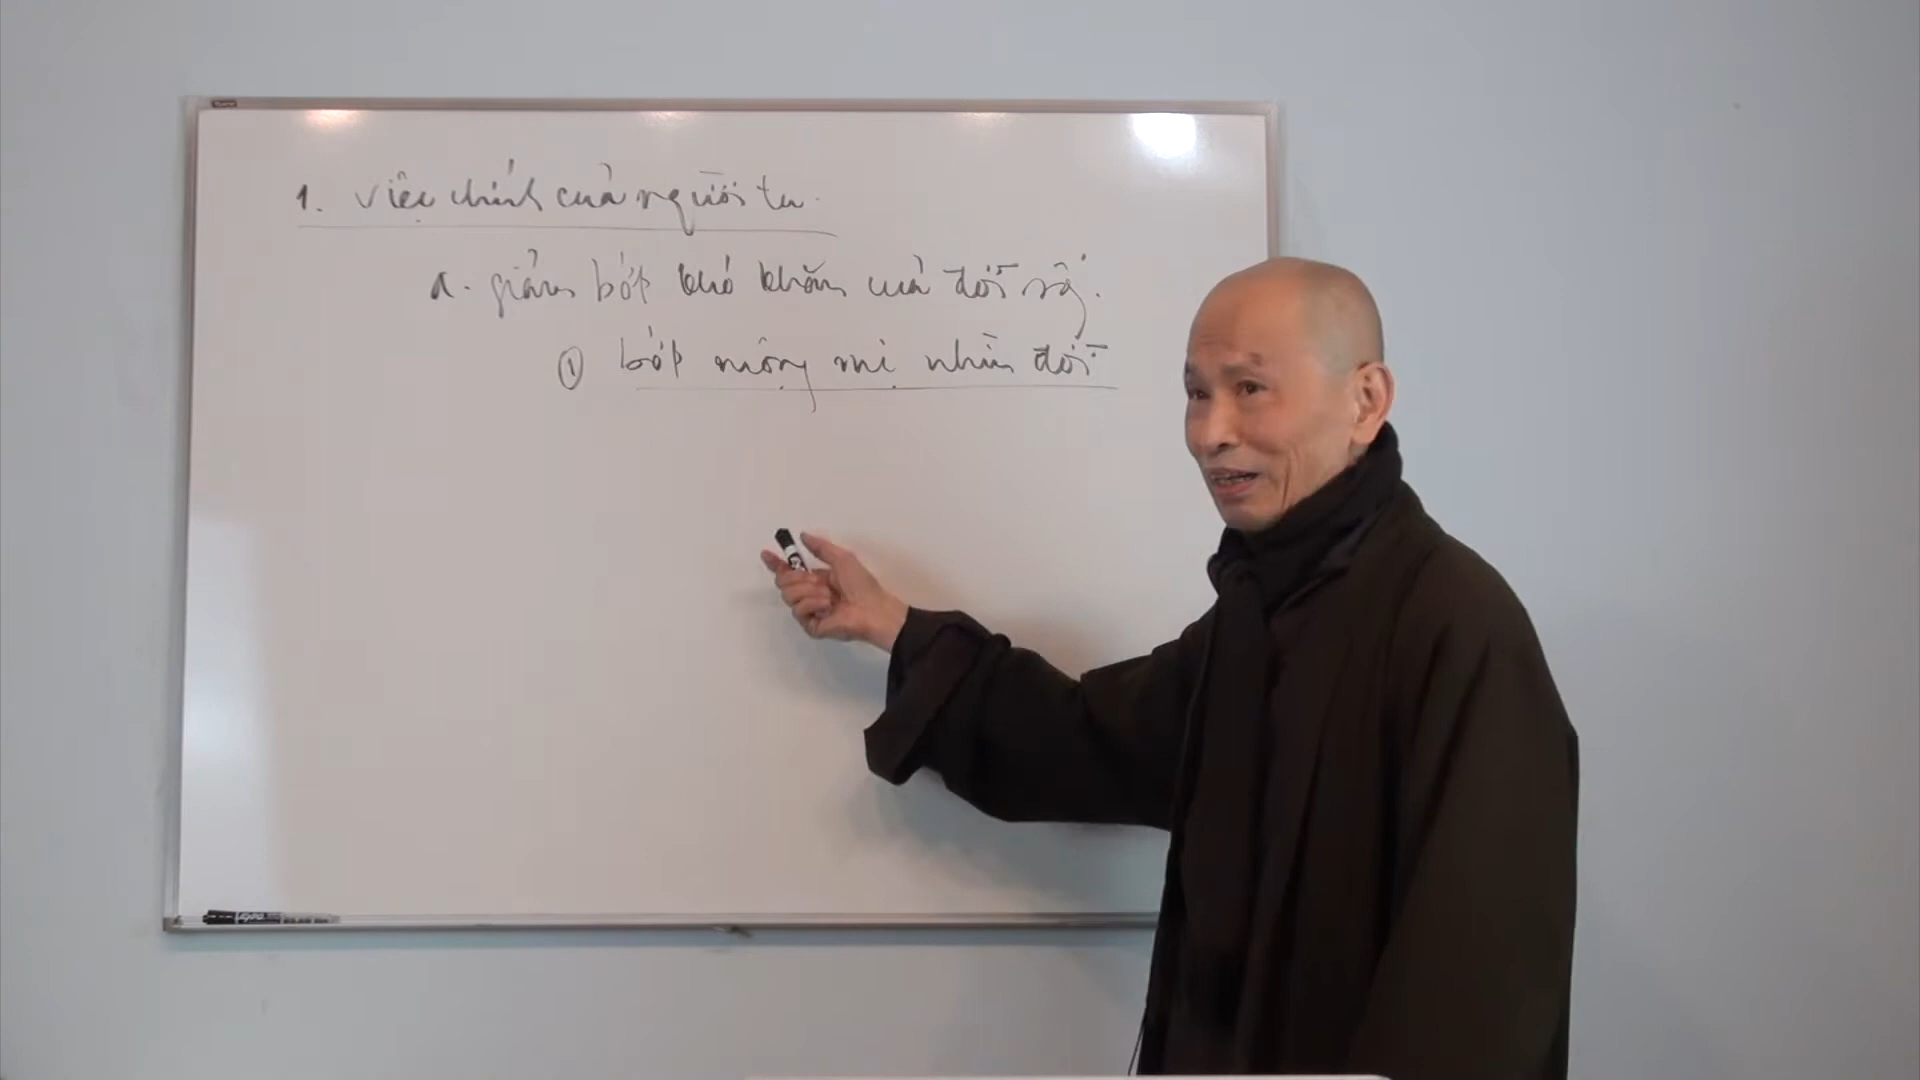 1. Việc chính của người tu.
a. giảm bớt khó khăn của đời sống.
① bớt mộng mị nhìn đời
EXPO